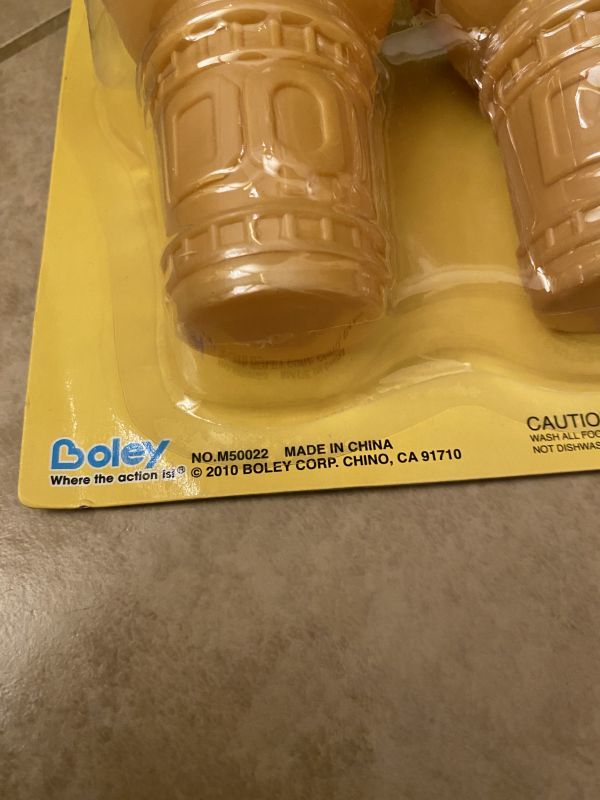 Boley
Where the action is!®
NO.M50022 MADE IN CHINA
© 2010 BOLEY CORP. CHINO, CA 91710
CAUTIO
WASH ALL FOO
NOT DISHWAS